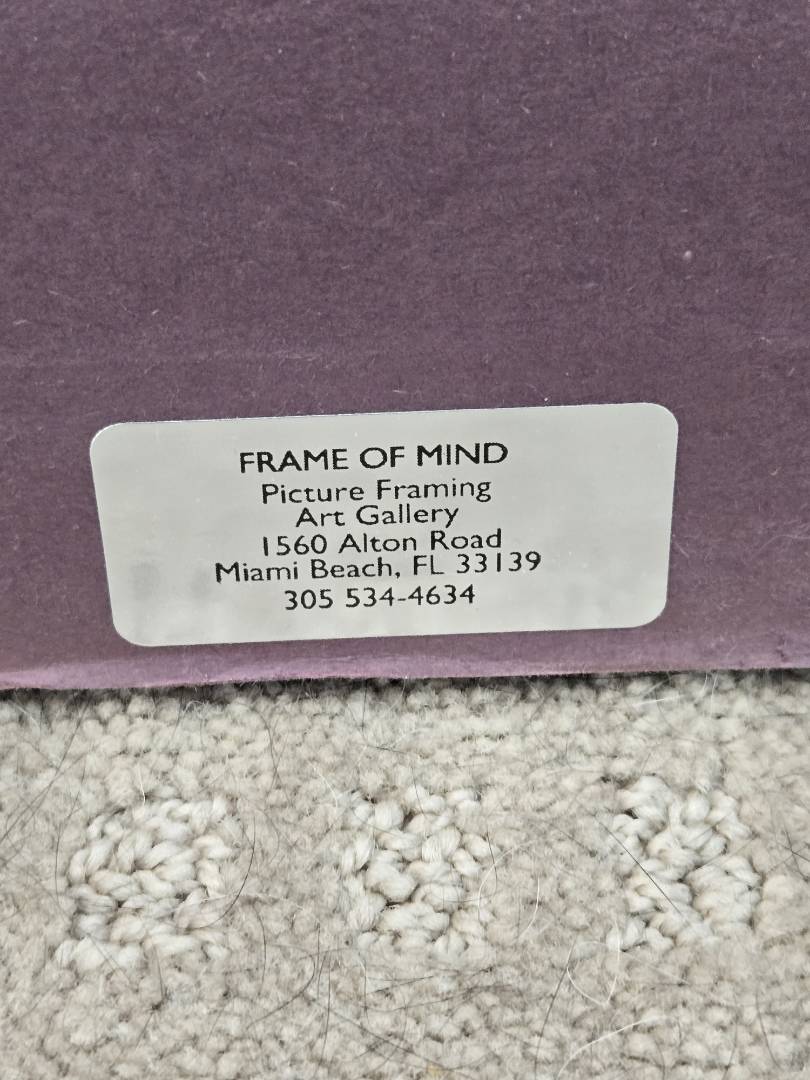 FRAME OF MIND
Picture Framing
Art Gallery
1560 Alton Road
Miami Beach, FL 33139
305 534-4634